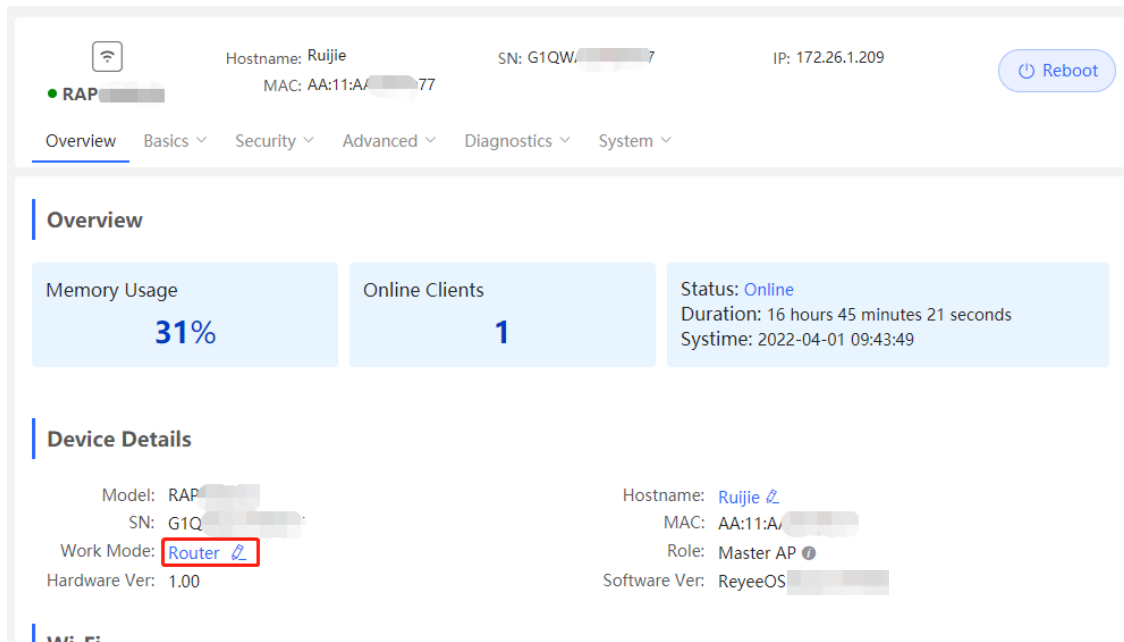 Hostname: Ruijie SN: G1QW 7 IP: 172.26.1.209
Reboot
RAP MAC: AA:11:A 77
Overview Basics Security Advanced Diagnostics System
Overview
Memory Usage
31%
Online Clients
1
Status: Online
Duration: 16 hours 45 minutes 21 seconds
Systime: 2022-04-01 09:43:49
Device Details
Model: RAP
SN: G1Q
Work Mode: Router
Hardware Ver: 1.00
Hostname: Ruijie
MAC: AA:11:A
Role: Master AP
Software Ver: ReyeeOS